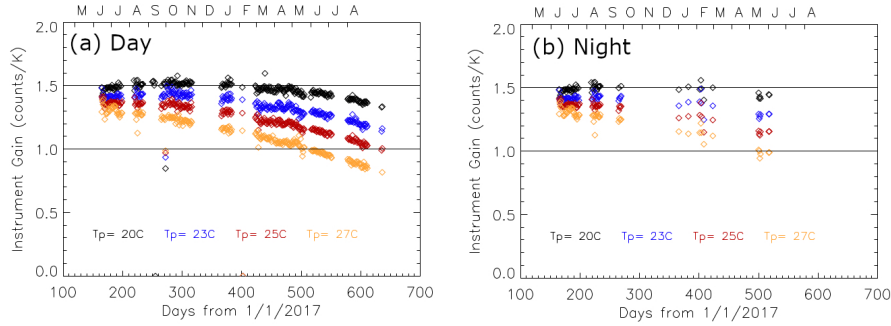 M J J A S O N D J F M A M J J A
(a) Day
Instrument Gain (counts/K)
2.0
1.5
1.0
0.5
0.0
Tp= 20C Tp= 23C Tp= 25C Tp= 27C
100 200 300 400 500 600 700
Days from 1/1/2017
M J J A S O N D J F M A M J J A
(b) Night
Instrument Gain (counts/K)
2.0
1.5
1.0
0.5
0.0
Tp= 20C Tp= 23C Tp= 25C Tp= 27C
100 200 300 400 500 600 700
Days from 1/1/2017